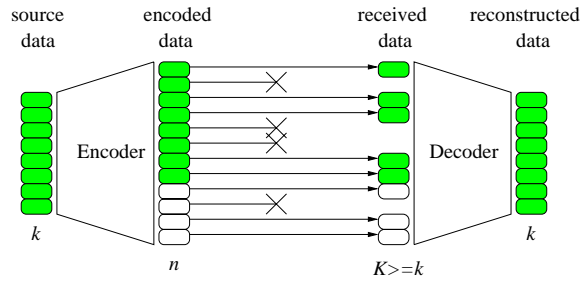 source data
encoded data
received data
reconstructed data
Encoder
Decoder
k
n
K>=k
k